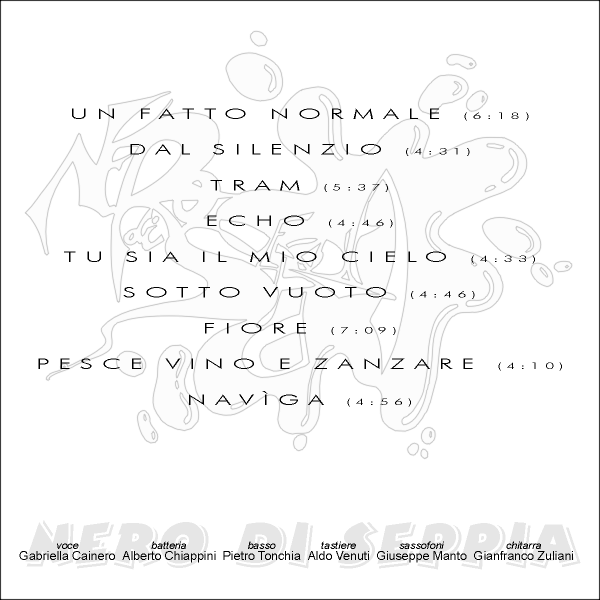 UN FATTO NORMALE (6:18)
DAL SILENZIO (4:31)
TRAM (5:37)
ECHO (4:46)
TU SIA IL MIO CIELO (4:33)
SOTTO VUOTO (4:46)
FIORE (7:09)
PESCE VINO E ZANZARE (4:10)
NAVÌGA (4:56)
NERO DI SEPPIA
voce batteria basso tastiere sassofoni chitarra
Gabriella Cainero Alberto Chiappini Pietro Tonchia Aldo Venuti Giuseppe Manto Gianfranco Zuliani